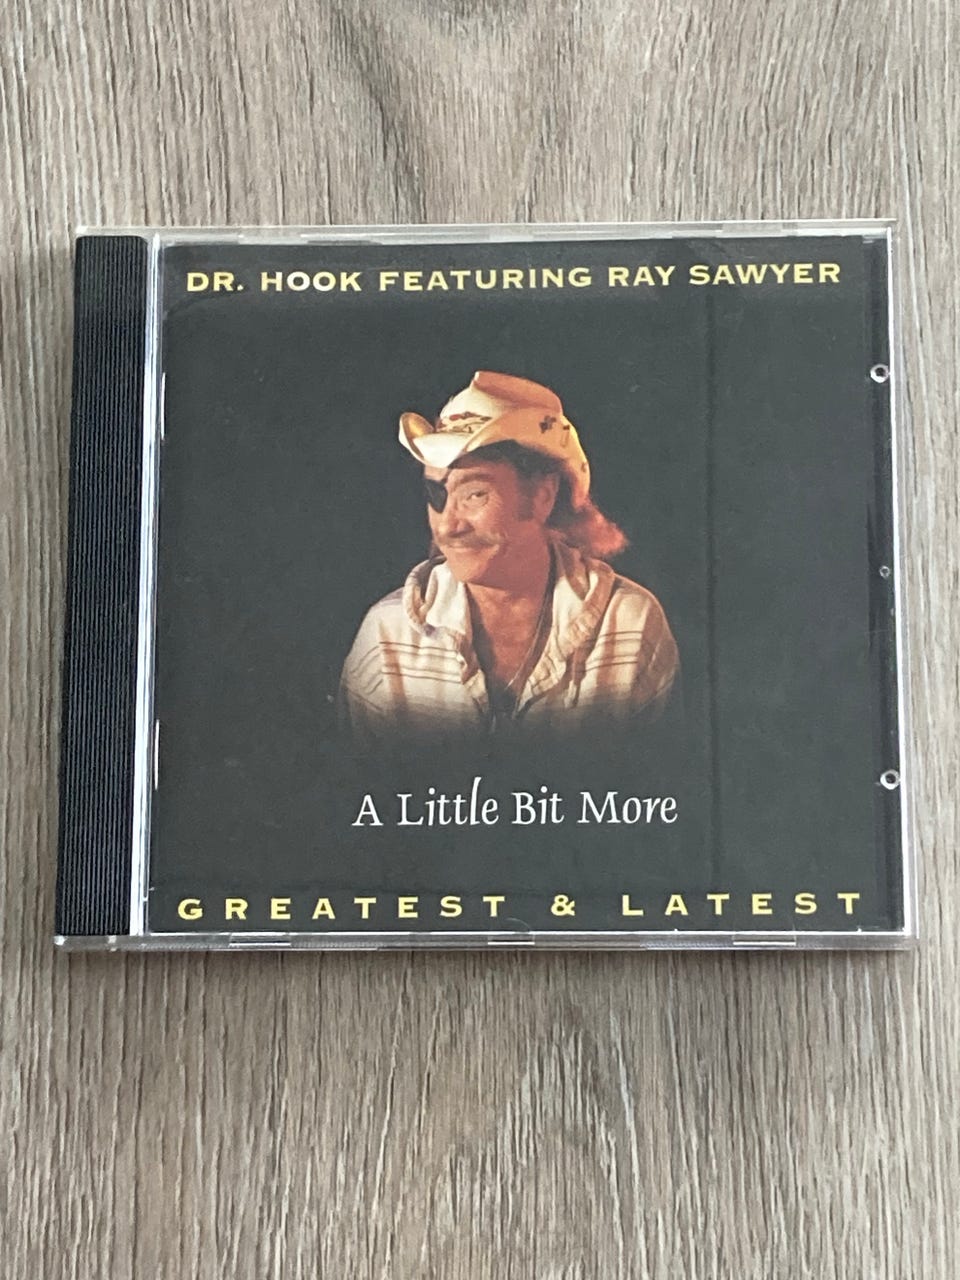 DR. HOOK FEATURING RAY SAWYER
A Little Bit More
GREATEST & LATEST